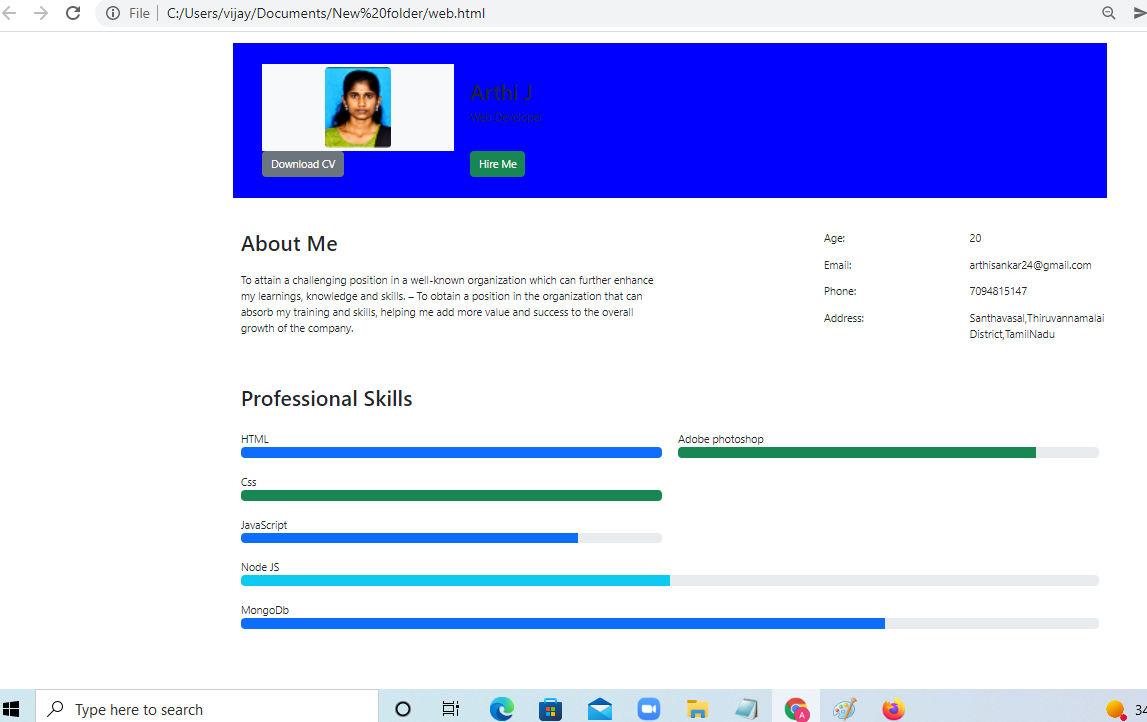 File
C:/Users/vijay/Documents/New%20folder/web.html
Arthi J
Web Developer
Download CV
Hire Me
About Me
To attain a challenging position in a well-known organization which can further enhance
my learnings, knowledge and skills. – To obtain a position in the organization that can
absorb my training and skills, helping me add more value and success to the overall
growth of the company.
Age: 20
Email: arthisankar24@gmail.com
Phone: 7094815147
Address: Santhavasal,Thiruvannamalai
District,TamilNadu
Professional Skills
HTML
Adobe photoshop
Css
JavaScript
Node JS
MongoDb
Type here to search
A